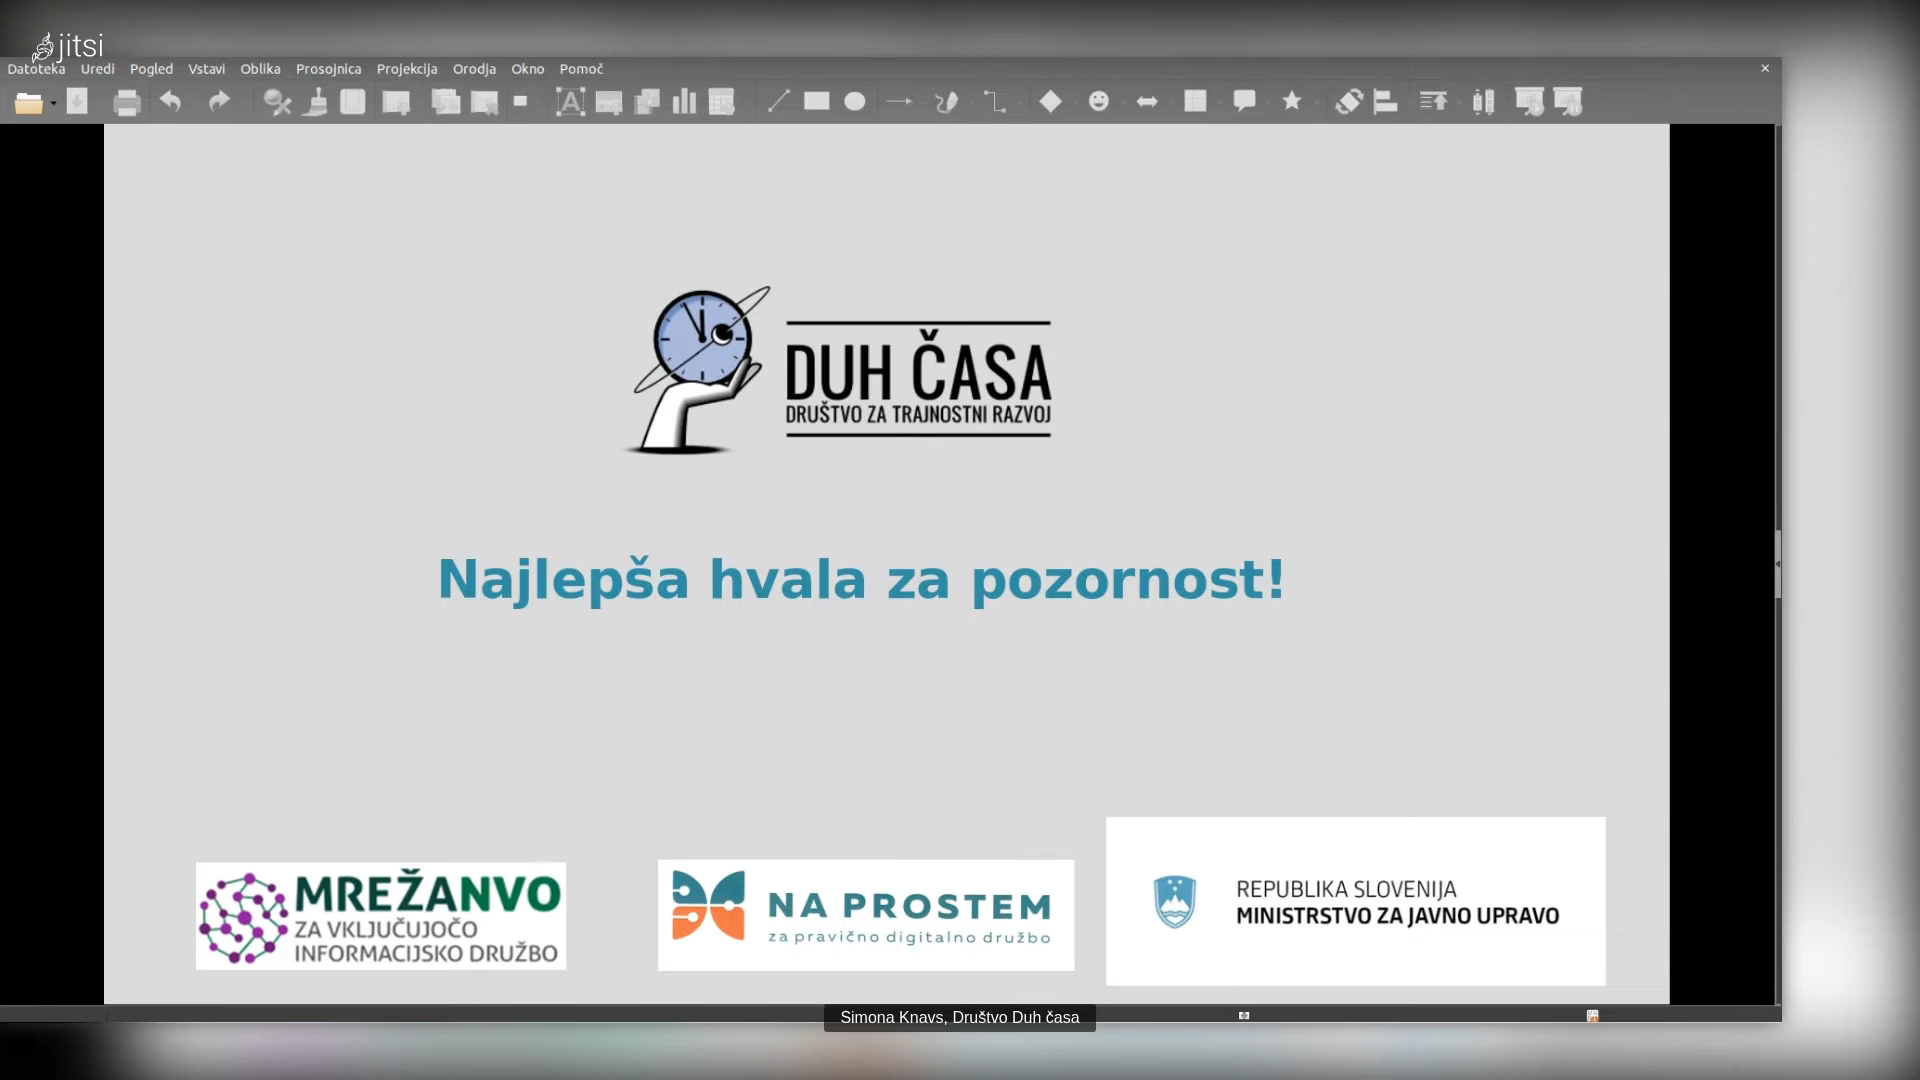 jitsi
Datoteka Uredi Pogled Vstavi Oblika Prosojnica Projekcija Orodja Okno Pomoč
DUH ČASA
DRUŠTVO ZA TRAJNOSTNI RAZVOJ
Najlepša hvala za pozornost!
MREŽANVO
ZA VKLJUČUJOČO
INFORMACIJSKO DRUŽBO
NA PROSTEM
za pravično digitalno družbo
REPUBLIKA SLOVENIJA
MINISTRSTVO ZA JAVNO UPRAVO
Simona Knavs, Društvo Duh časa